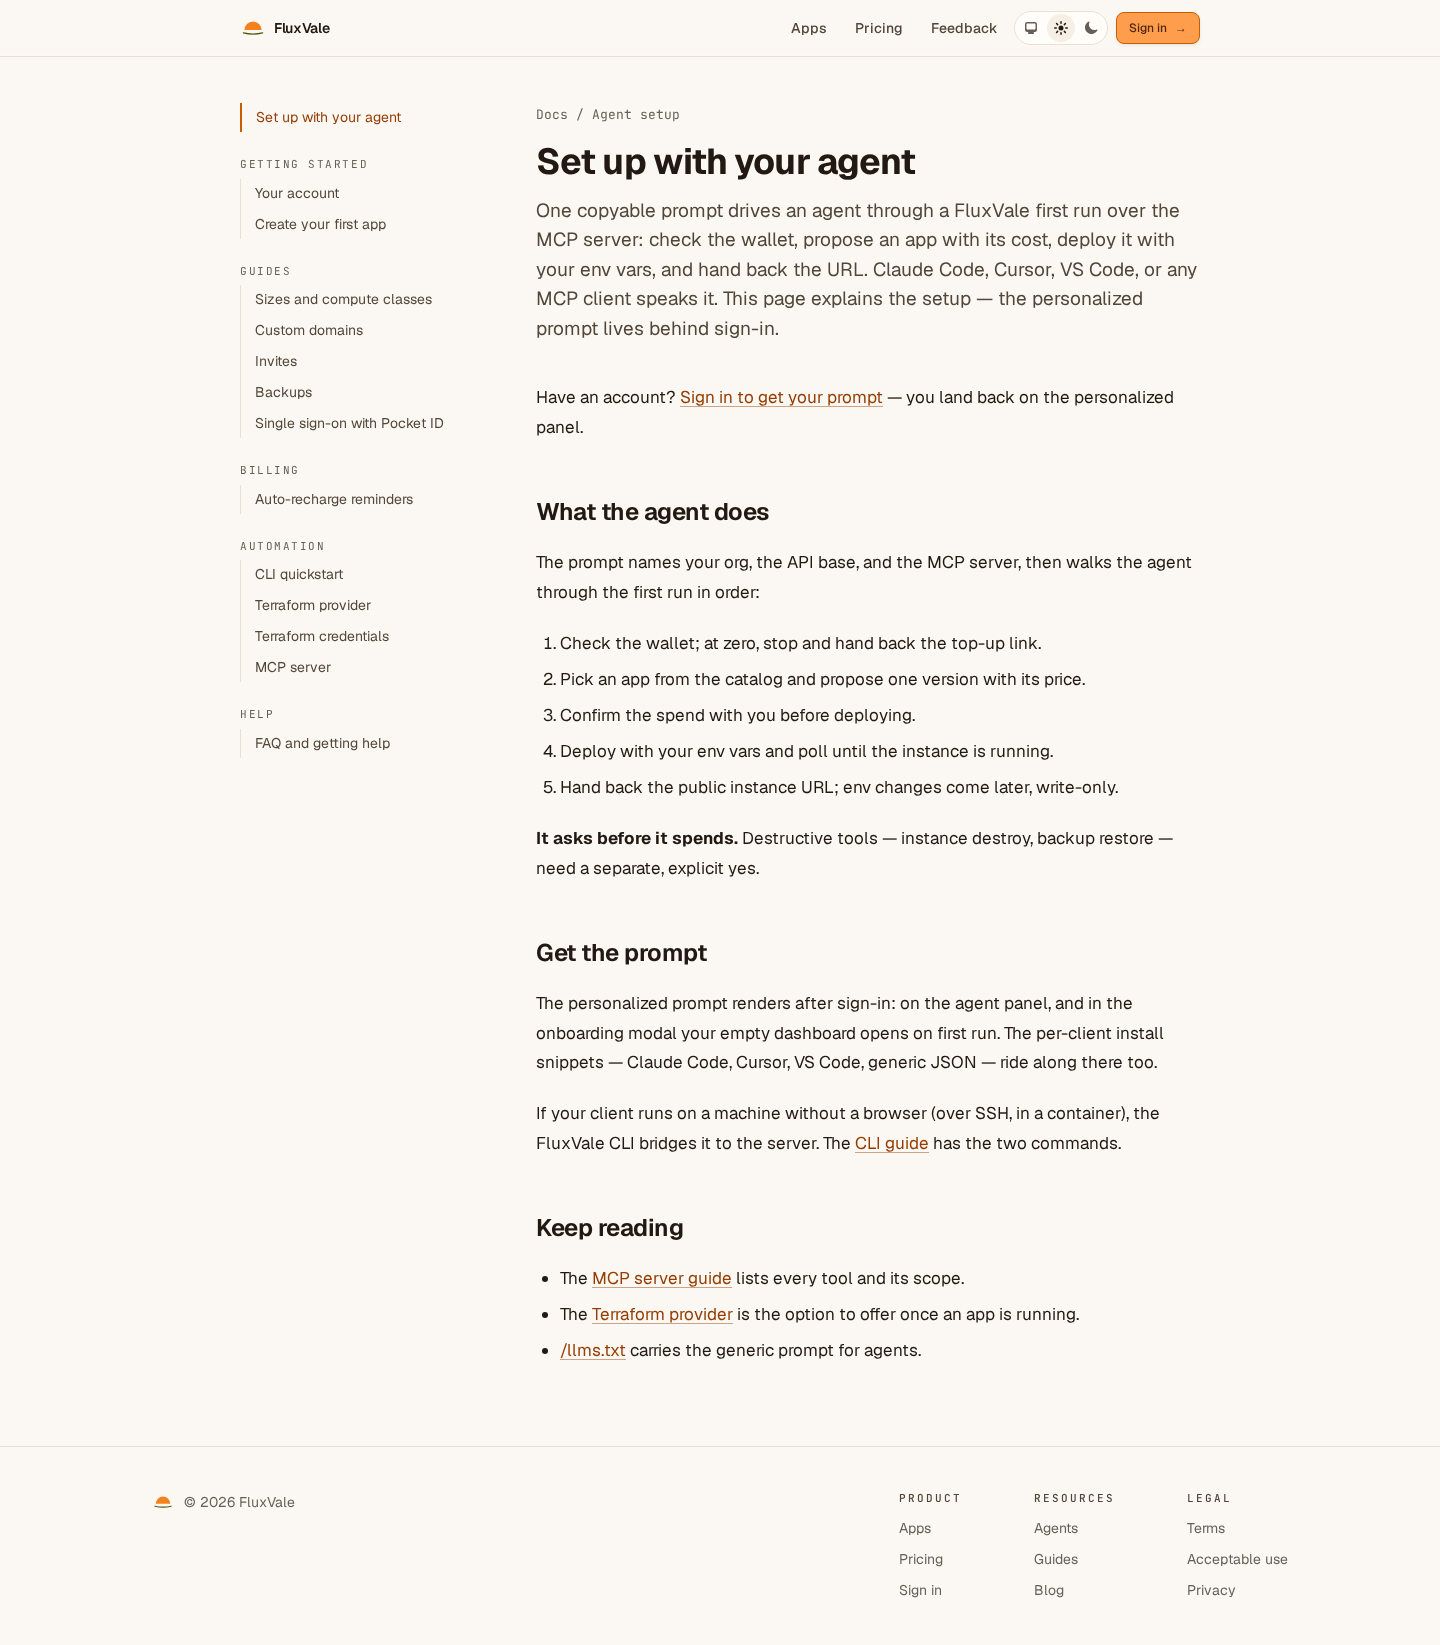 FluxVale
Apps
Pricing
Feedback
Sign in →
Set up with your agent
GETTING STARTED
Your account
Create your first app
GUIDES
Sizes and compute classes
Custom domains
Invites
Backups
Single sign-on with Pocket ID
BILLING
Auto-recharge reminders
AUTOMATION
CLI quickstart
Terraform provider
Terraform credentials
MCP server
HELP
FAQ and getting help
Docs / Agent setup
Set up with your agent
One copyable prompt drives an agent through a FluxVale first run over the
MCP server: check the wallet, propose an app with its cost, deploy it with
your env vars, and hand back the URL. Claude Code, Cursor, VS Code, or any
MCP client speaks it. This page explains the setup — the personalized
prompt lives behind sign-in.
Have an account? Sign in to get your prompt — you land back on the personalized
panel.
What the agent does
The prompt names your org, the API base, and the MCP server, then walks the agent
through the first run in order:
1. Check the wallet; at zero, stop and hand back the top-up link.
2. Pick an app from the catalog and propose one version with its price.
3. Confirm the spend with you before deploying.
4. Deploy with your env vars and poll until the instance is running.
5. Hand back the public instance URL; env changes come later, write-only.
It asks before it spends. Destructive tools — instance destroy, backup restore —
need a separate, explicit yes.
Get the prompt
The personalized prompt renders after sign-in: on the agent panel, and in the
onboarding modal your empty dashboard opens on first run. The per-client install
snippets — Claude Code, Cursor, VS Code, generic JSON — ride along there too.
If your client runs on a machine without a browser (over SSH, in a container), the
FluxVale CLI bridges it to the server. The CLI guide has the two commands.
Keep reading
• The MCP server guide lists every tool and its scope.
• The Terraform provider is the option to offer once an app is running.
• /llms.txt carries the generic prompt for agents.
© 2026 FluxVale
PRODUCT
Apps
Pricing
Sign in
RESOURCES
Agents
Guides
Blog
LEGAL
Terms
Acceptable use
Privacy